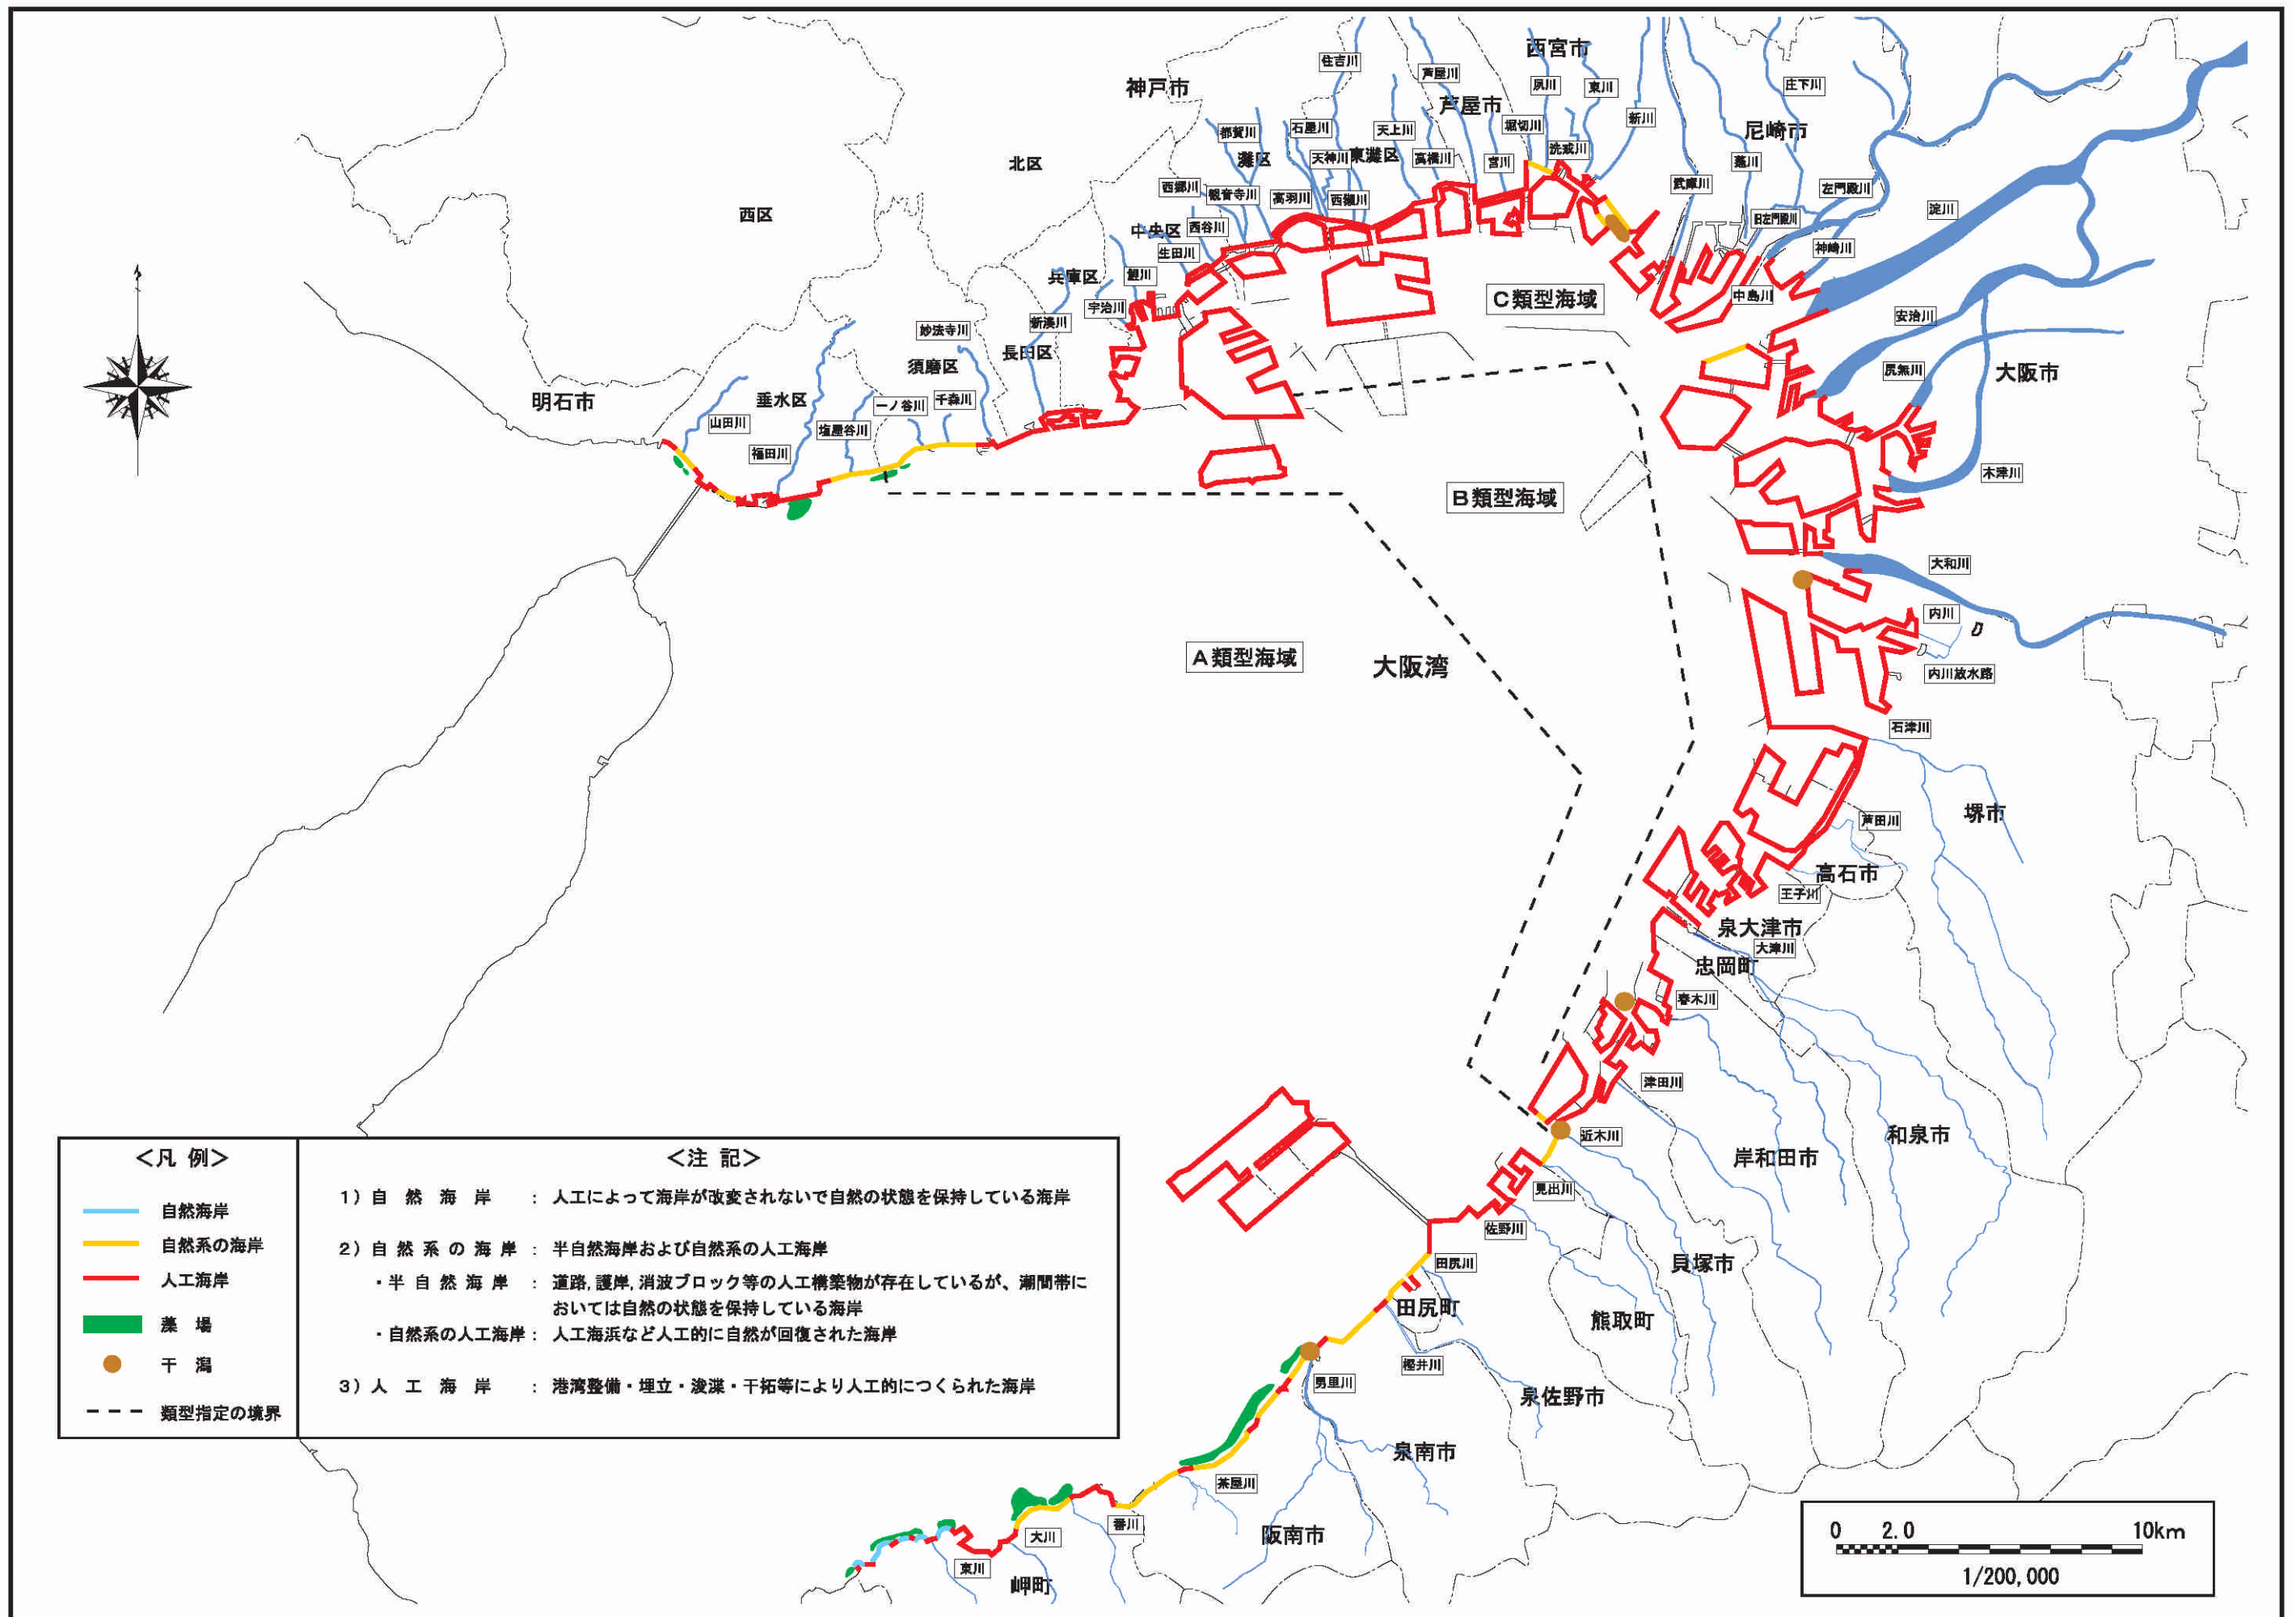 西宮市
神戸市
住吉川
芦屋川
夙川
東川
庄下川
芦屋市
新川
尼崎市
都賀川
石屋川
天上川
堀切川
洗戎川
灘区
天神川
東灘区
高橋川
宮川
蓬川
北区
西郷川
観音寺川
高羽川
西攋川
武庫川
左門殿川
淀川
西区
中央区
西谷川
旧左門殿川
生田川
神崎川
兵庫区
鯉川
宇治川
C類型海域
中島川
新湊川
妙法寺川
長田区
安治川
須磨区
尻無川
大阪市
明石市
垂水区
一ノ谷川
千森川
山田川
塩屋谷川
福田川
木津川
B類型海域
大和川
内川
A類型海域
大阪湾
内川放水路
石津川
堺市
芦田川
高石市
王子川
泉大津市
大津川
忠岡町
春木川
津田川
近木川
和泉市
岸和田市
見出川
佐野川
田尻川
貝塚市
田尻町
熊取町
樫井川
男里川
泉佐野市
泉南市
茶屋川
番川
阪南市
大川
東川
岬町
＜凡 例＞
自然海岸
自然系の海岸
人工海岸
藻 場
干 潟
類型指定の境界
＜注 記＞
1）自 然 海 岸 ： 人工によって海岸が改変されないで自然の状態を保持している海岸
2）自 然 系 の 海 岸 ： 半自然海岸および自然系の人工海岸
・半 自 然 海 岸 ： 道路，護岸，消波ブロック等の人工構築物が存在しているが、潮間帯に
おいては自然の状態を保持している海岸
・自然系の人工海岸： 人工海浜など人工的に自然が回復された海岸
3）人 工 海 岸 ： 港湾整備・埋立・浚渫・干拓等により人工的につくられた海岸
0 2.0 10km
1/200,000